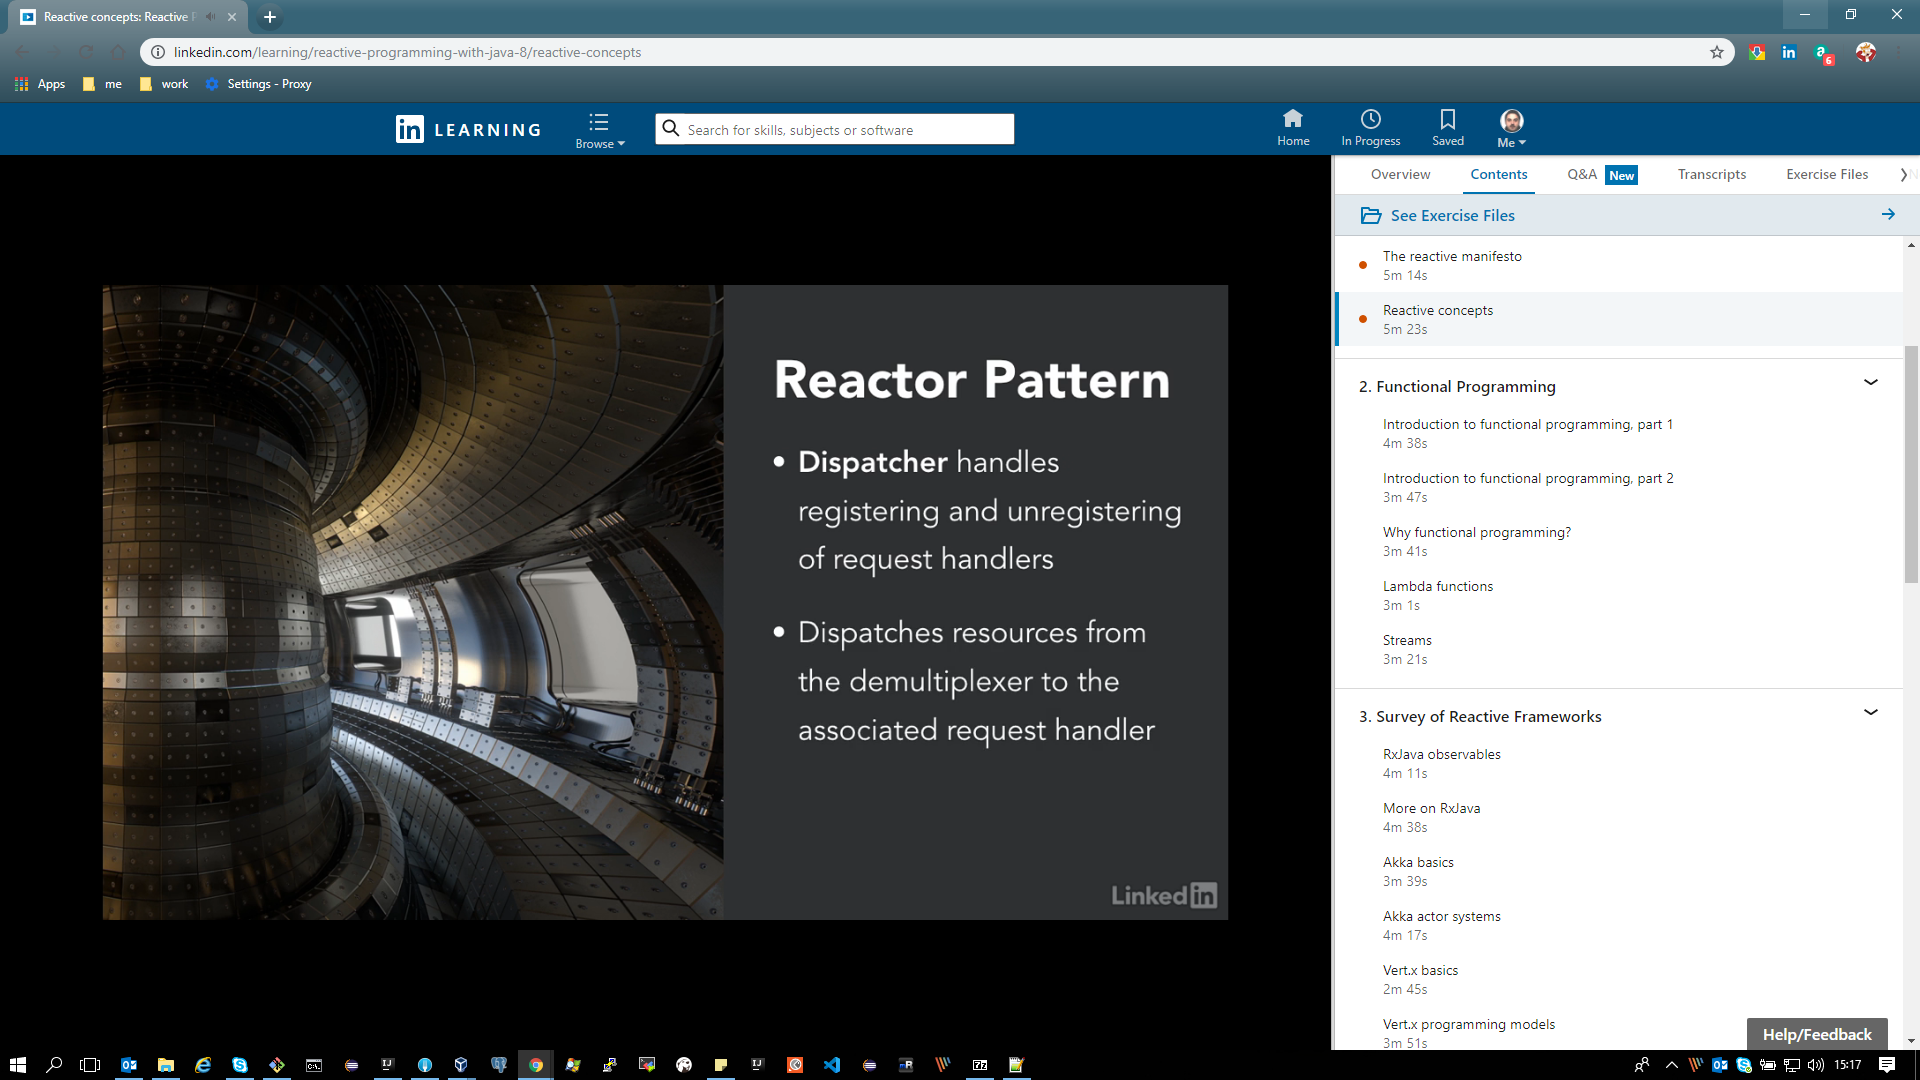 Reactive concepts: Reactive
linkedin.com/learning/reactive-programming-with-java-8/reactive-concepts
6
Apps
me
work
Settings - Proxy
in LEARNING
Browse
Search for skills, subjects or software
Home
In Progress
Saved
Me
Overview
Contents
Q&A New
Transcripts
Exercise Files
See Exercise Files
The reactive manifesto
5m 14s
Reactive concepts
5m 23s
2. Functional Programming
Introduction to functional programming, part 1
4m 38s
Introduction to functional programming, part 2
3m 47s
Why functional programming?
3m 41s
Lambda functions
3m 1s
Streams
3m 21s
3. Survey of Reactive Frameworks
RxJava observables
4m 11s
More on RxJava
4m 38s
Akka basics
3m 39s
Akka actor systems
4m 17s
Vert.x basics
2m 45s
Vert.x programming models
3m 51s
Help/Feedback
Reactor Pattern
• Dispatcher handles
registering and unregistering
of request handlers
• Dispatches resources from
the demultiplexer to the
associated request handler
Linked in
15:17